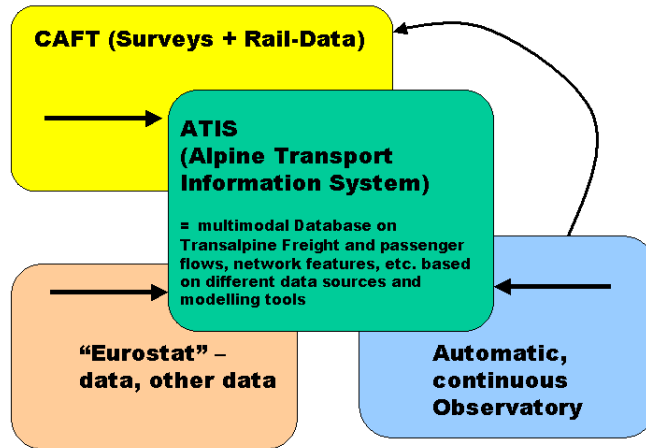 CAFT (Surveys + Rail-Data)
ATIS
(Alpine Transport
Information System)
= multimodal Database on
Transalpine Freight and passenger
flows, network features, etc. based
on different data sources and
modelling tools
“Eurostat” –
data, other data
Automatic,
continuous
Observatory